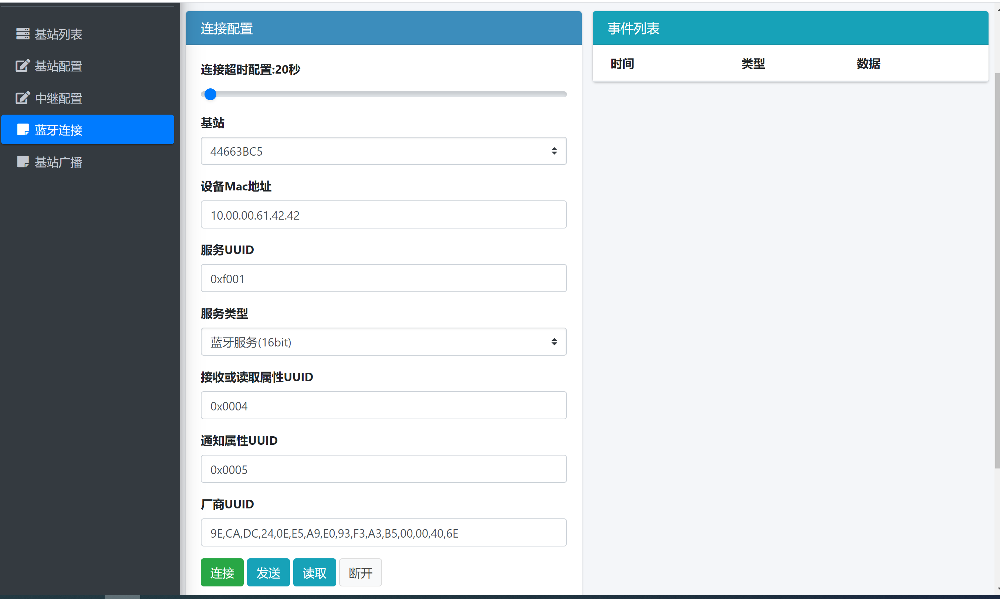 基站列表
基站配置
中继配置
蓝牙连接
基站广播
连接配置
连接超时配置:20秒
基站
44663BC5
设备Mac地址
10.00.00.61.42.42
服务UUID
0xf001
服务类型
蓝牙服务(16bit)
接收或读取属性UUID
0x0004
通知属性UUID
0x0005
厂商UUID
9E,CA,DC,24,0E,E5,A9,E0,93,F3,A3,B5,00,00,40,6E
连接 发送 读取 断开
事件列表
时间 类型 数据